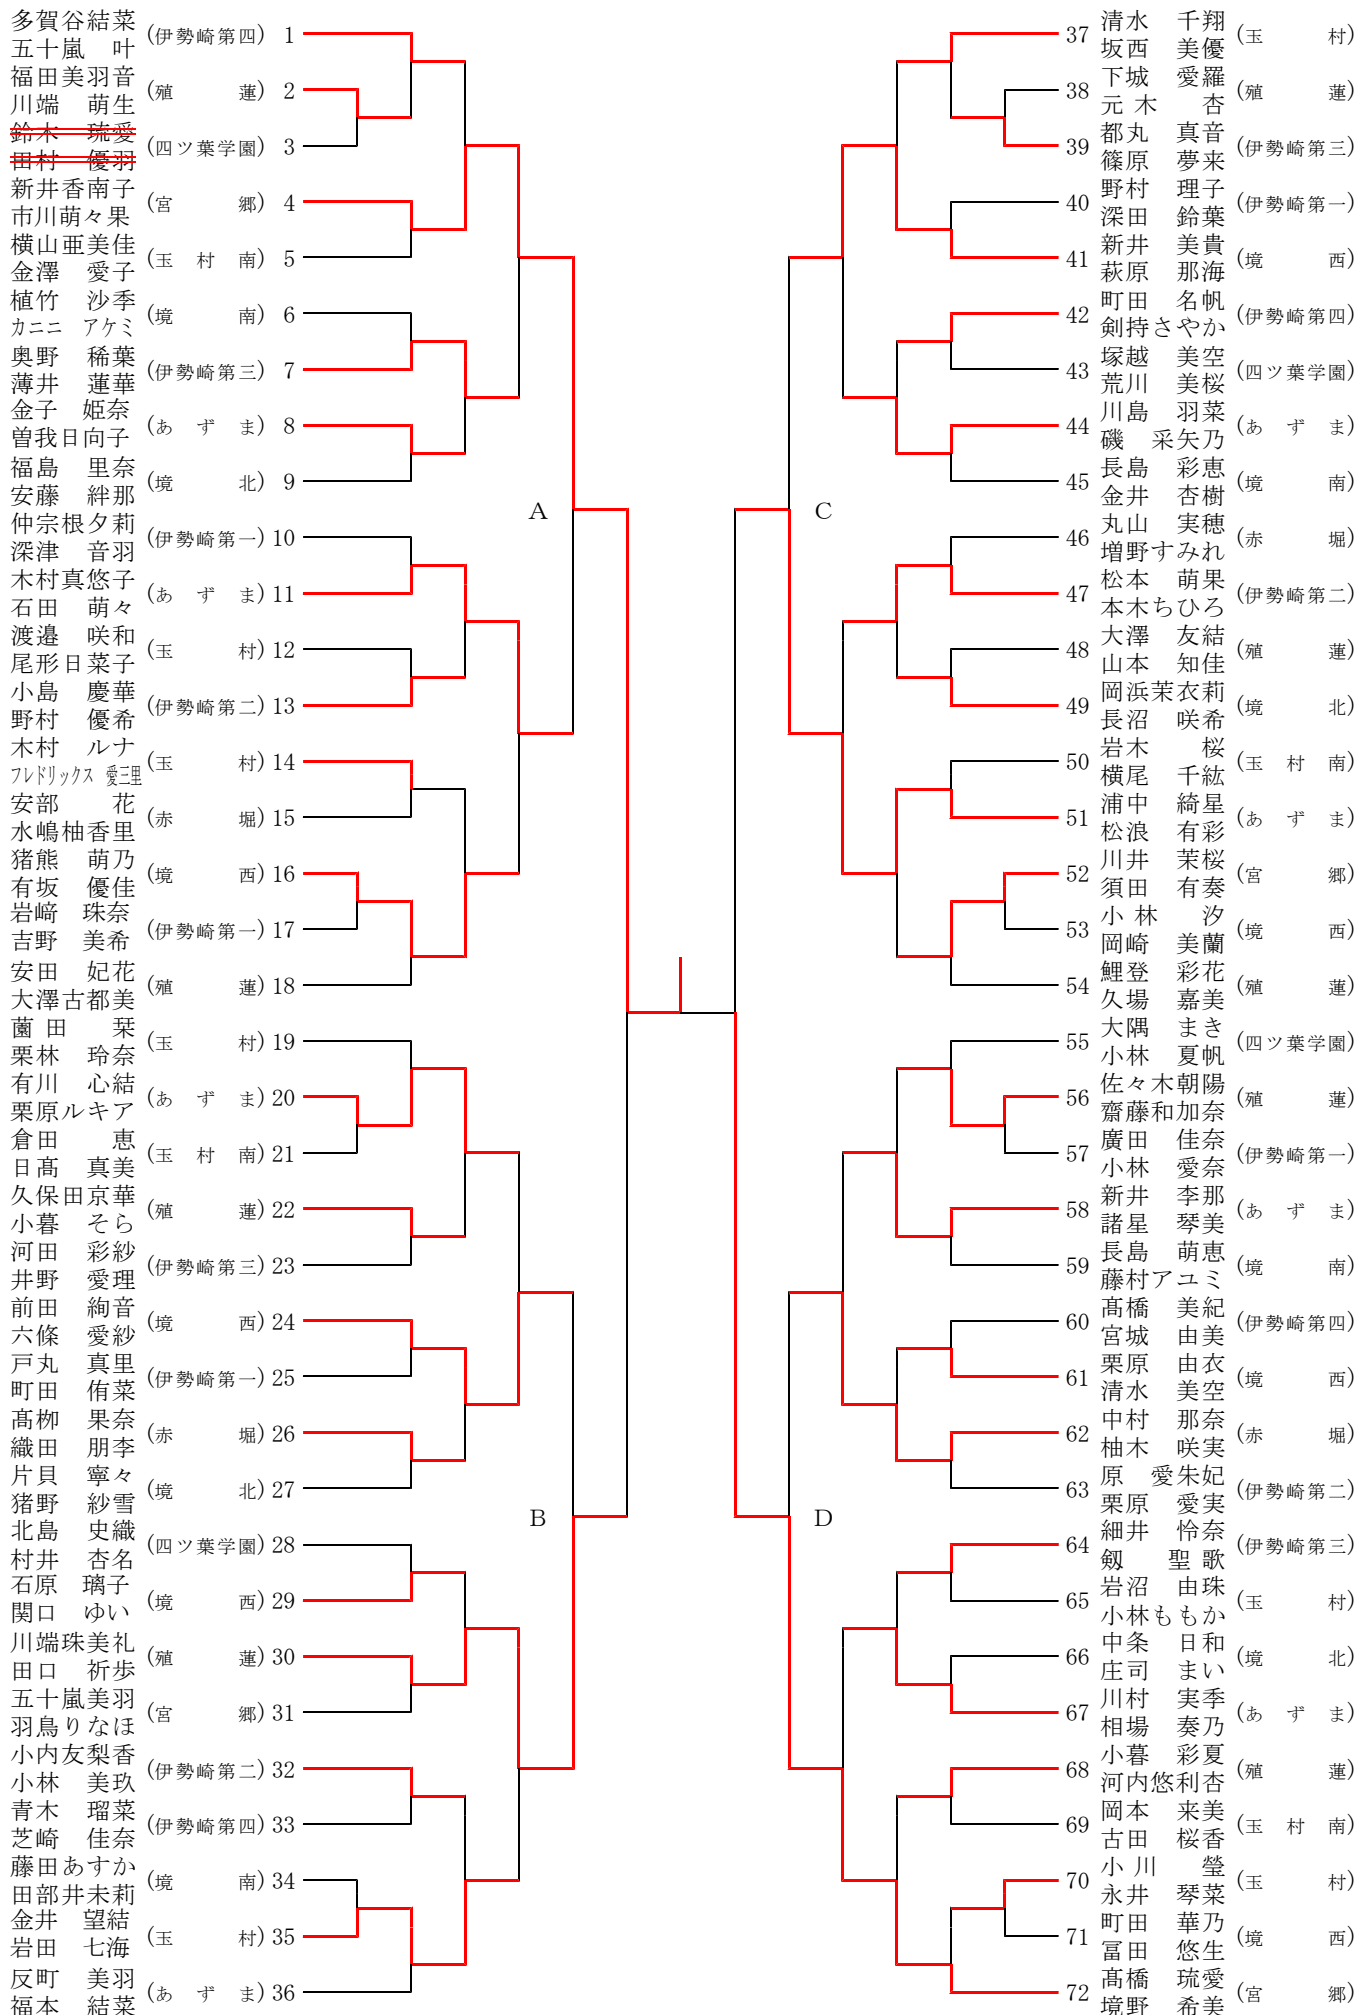 多賀谷結菜
五十嵐　叶 (伊勢崎第四) 1
福田美羽音
川端　萌生 (殖蓮) 2
鈴木　琉愛
田村　優羽 (四ツ葉学園) 3
新井香南子
市川萌々果 (宮郷) 4
横山亜美佳
金澤　愛子 (玉村南) 5
植竹　沙季
カニニ　アケミ (境南) 6
奥野　稀葉
薄井　蓮華 (伊勢崎第三) 7
金子　姫奈
曽我日向子 (あずま) 8
福島　里奈
安藤　絆那 (境北) 9
仲宗根夕莉
深津　音羽 (伊勢崎第一) 10
木村真悠子
石田　萌々 (あずま) 11
渡邉　咲和
尾形日菜子 (玉村) 12
小島　慶華
野村　優希 (伊勢崎第二) 13
木村　ルナ
フレドリックス　愛三里 (玉村) 14
安部　花
水嶋柚香里 (赤堀) 15
猪熊　萌乃
有坂　優佳 (境西) 16
岩﨑　珠奈
吉野　美希 (伊勢崎第一) 17
安田　妃花
大澤古都美 (殖蓮) 18
薗田　栞
栗林　玲奈 (玉村) 19
有川　心結
栗原ルキア (あずま) 20
倉田　恵
日髙　真美 (玉村南) 21
久保田京華
小暮　そら (殖蓮) 22
河田　彩紗
井野　愛理 (伊勢崎第三) 23
前田　絢音
六條　愛紗 (境西) 24
戸丸　真里
町田　侑菜 (伊勢崎第一) 25
髙栁　果奈
織田　朋李 (赤堀) 26
片貝　寧々
猪野　紗雪 (境北) 27
北島　史織
村井　杏名 (四ツ葉学園) 28
石原　璃子
関口　ゆい (境西) 29
川端珠美礼
田口　祈歩 (殖蓮) 30
五十嵐美羽
羽鳥りなほ (宮郷) 31
小内友梨香
小林　美玖 (伊勢崎第二) 32
青木　瑠菜
芝崎　佳奈 (伊勢崎第四) 33
藤田あすか
田部井未莉 (境南) 34
金井　望結
岩田　七海 (玉村) 35
反町　美羽
福本　結菜 (あずま) 36
A
B
C
D
37 清水　千翔
坂西　美優 (玉村)
38 下城　愛羅
元木　杏 (殖蓮)
39 都丸　真音
篠原　夢来 (伊勢崎第三)
40 野村　理子
深田　鈴葉 (伊勢崎第一)
41 新井　美貴
萩原　那海 (境西)
42 町田　名帆
剣持さやか (伊勢崎第四)
43 塚越　美空
荒川　美桜 (四ツ葉学園)
44 川島　羽菜
磯　采矢乃 (あずま)
45 長島　彩恵
金井　杏樹 (境南)
46 丸山　実穂
増野すみれ (赤堀)
47 松本　萌果
本木ちひろ (伊勢崎第二)
48 大澤　友結
山本　知佳 (殖蓮)
49 岡浜茉衣莉
長沼　咲希 (境北)
50 岩木　桜
横尾　千紘 (玉村南)
51 浦中　綺星
松浪　有彩 (あずま)
52 川井　茉桜
須田　有奏 (宮郷)
53 小林　汐
岡崎　美蘭 (境西)
54 鯉登　彩花
久場　嘉美 (殖蓮)
55 大隅　まき
小林　夏帆 (四ツ葉学園)
56 佐々木朝陽
齋藤和加奈 (殖蓮)
57 廣田　佳奈
小林　愛奈 (伊勢崎第一)
58 新井　李那
諸星　琴美 (あずま)
59 長島　萌恵
藤村アユミ (境南)
60 髙橋　美紀
宮城　由美 (伊勢崎第四)
61 栗原　由衣
清水　美空 (境西)
62 中村　那奈
柚木　咲実 (赤堀)
63 原　愛朱妃
栗原　愛実 (伊勢崎第二)
64 細井　怜奈
剱　聖歌 (伊勢崎第三)
65 岩沼　由珠
小林ももか (玉村)
66 中条　日和
庄司　まい (境北)
67 川村　実季
相場　奏乃 (あずま)
68 小暮　彩夏
河内悠利杏 (殖蓮)
69 岡本　来美
古田　桜香 (玉村南)
70 小川　瑩
永井　琴菜 (玉村)
71 町田　華乃
冨田　悠生 (境西)
72 髙橋　琉愛
境野　希美 (宮郷)